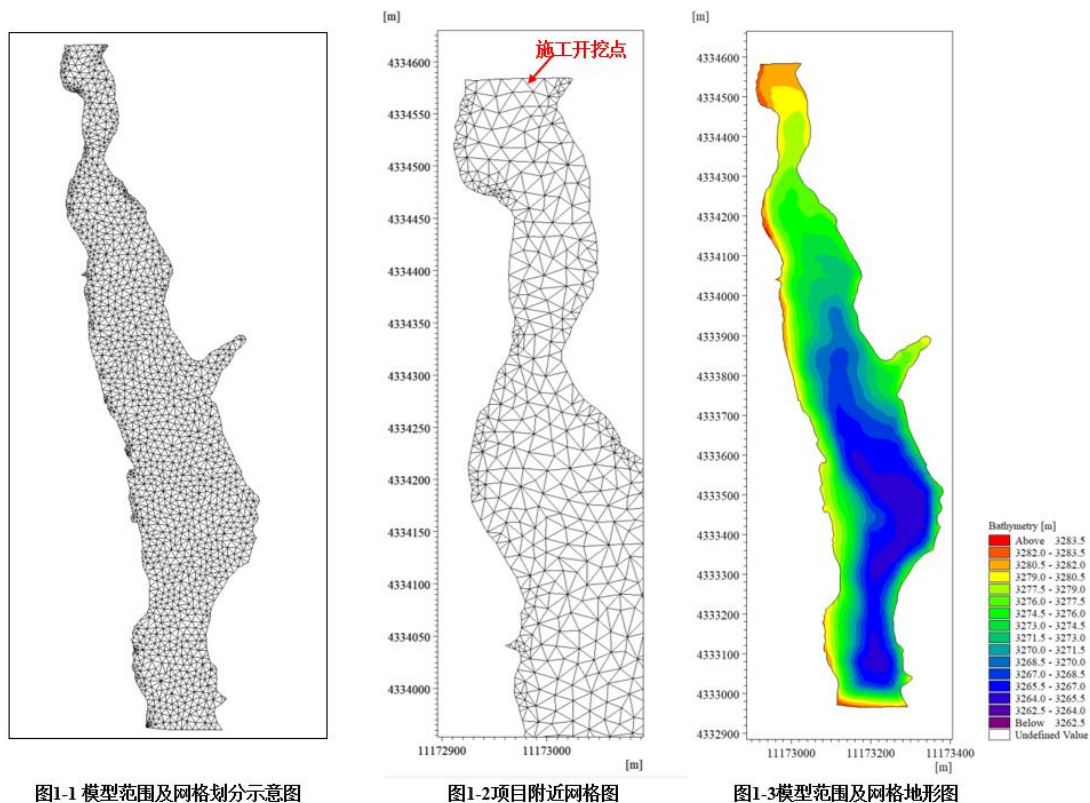 [m]
施工开挖点
4334600
4334550
4334500
4334450
4334400
4334350
4334300
4334250
4334200
4334150
4334100
4334050
4334000
11172900 11173000
[m]
[m]
4334600
4334500
4334400
4334300
4334200
4334100
4334000
4333900
4333800
4333700
4333600
4333500
4333400
4333300
4333200
4333100
4333000
4332900
11173000 11173200 11173400
[m]
Bathymetry [m]
Above 3283.5
3282.0 - 3283.5
3280.5 - 3282.0
3279.0 - 3280.5
3277.5 - 3279.0
3276.0 - 3277.5
3274.5 - 3276.0
3273.0 - 3274.5
3271.5 - 3273.0
3270.0 - 3271.5
3268.5 - 3270.0
3267.0 - 3268.5
3265.5 - 3267.0
3264.0 - 3265.5
3262.5 - 3264.0
Below 3262.5
Undefined Value
图1-1 模型范围及网格划分示意图
图1-2项目附近网格图
图1-3模型范围及网格地形图